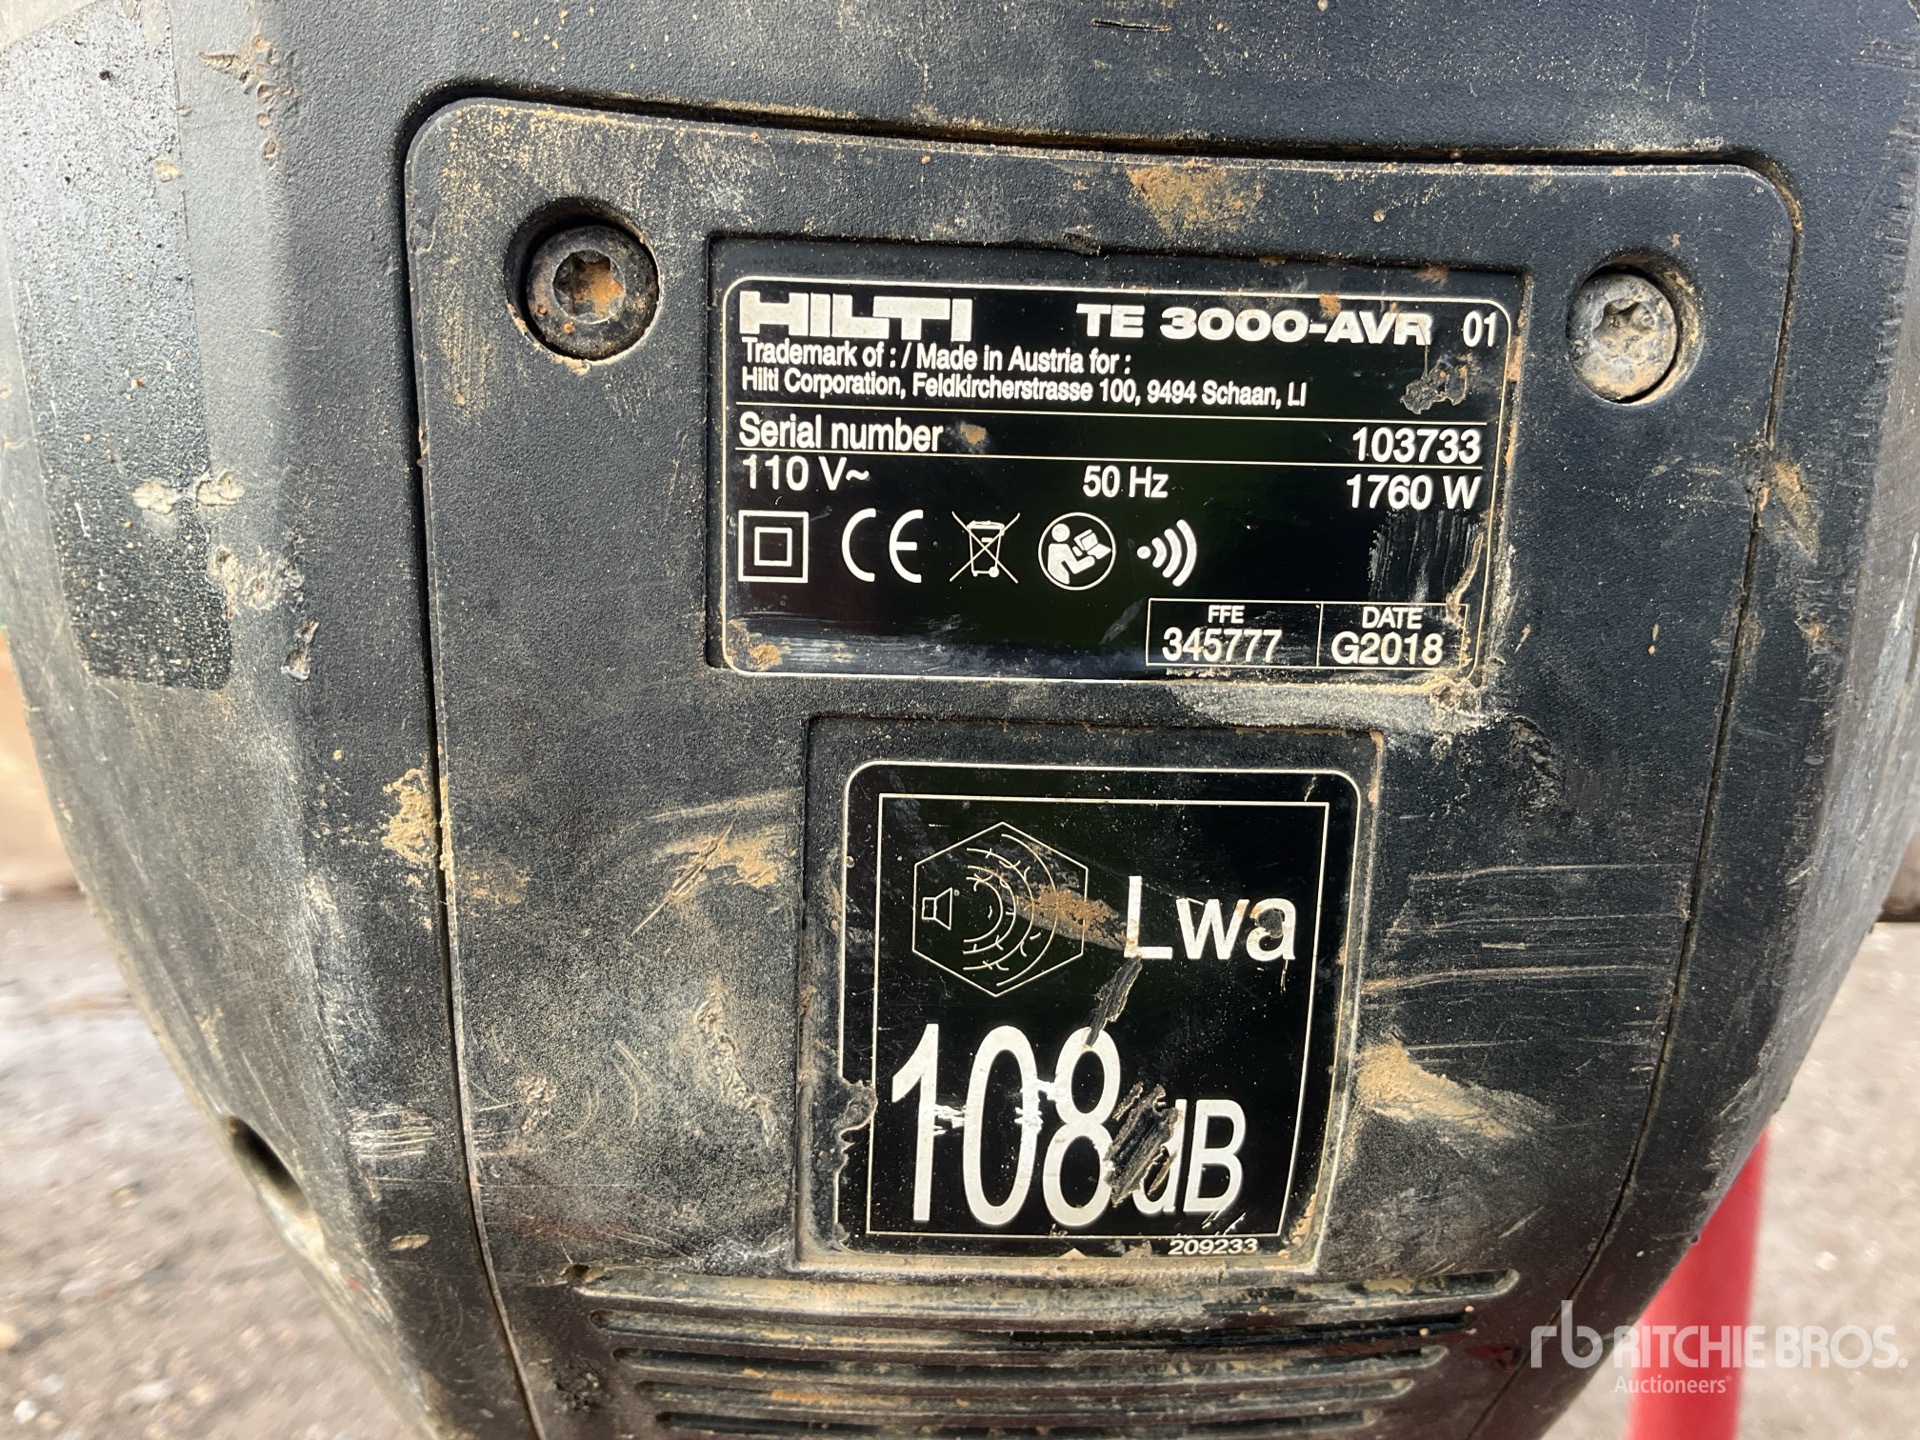 HILTI TE 3000-AVR 01
Trademark of : / Made in Austria for :
Hilti Corporation, Feldkircherstrasse 100, 9494 Schaan, LI
Serial number 103733
110 V~ 50 Hz 1760 W
CE
FFE DATE
345777 G2018
Lwa
108 dB
209233
rb RITCHIE BROS.
Auctioneers